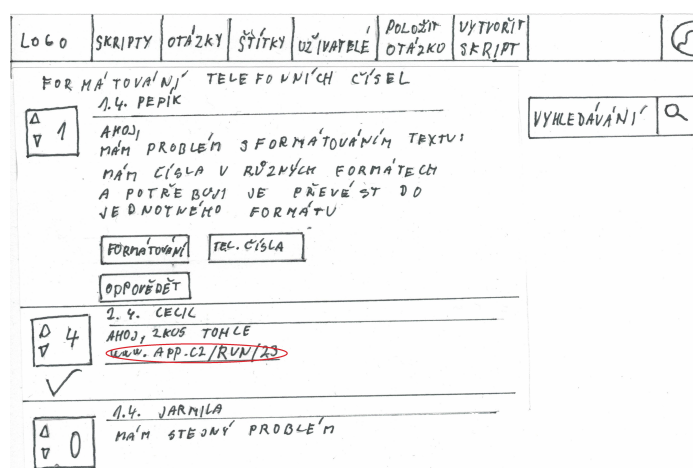 LOGO
SKRIPTY
OTÁZKY
ŠTÍTKY
UŽIVATELÉ
POLOŽIT
OTÁZKU
VYTVOŘIT
SKRIPT
FORMÁTOVÁNÍ TELEFONNÍCH ČÍSEL
1.4. PEPÍK
1
AHOJ,
MÁM PROBLÉM S FORMÁTOVÁNÍM TEXTU:
MÁM ČÍSLA V RŮZNÝCH FORMÁTECH
A POTŘEBUJI JE PŘEVÉST DO
JEDNOTNÉHO FORMÁTU
FORMÁTOVÁNÍ
TEL. ČÍSLA
ODPOVĚDĚT
VYHLEDÁVÁNÍ
2.4. CECIL
4
AHOJ, ZKUS TOHLE
www.APP.CZ/RUN/23
1.4. JARMILA
0
MÁM STEJNÝ PROBLÉM